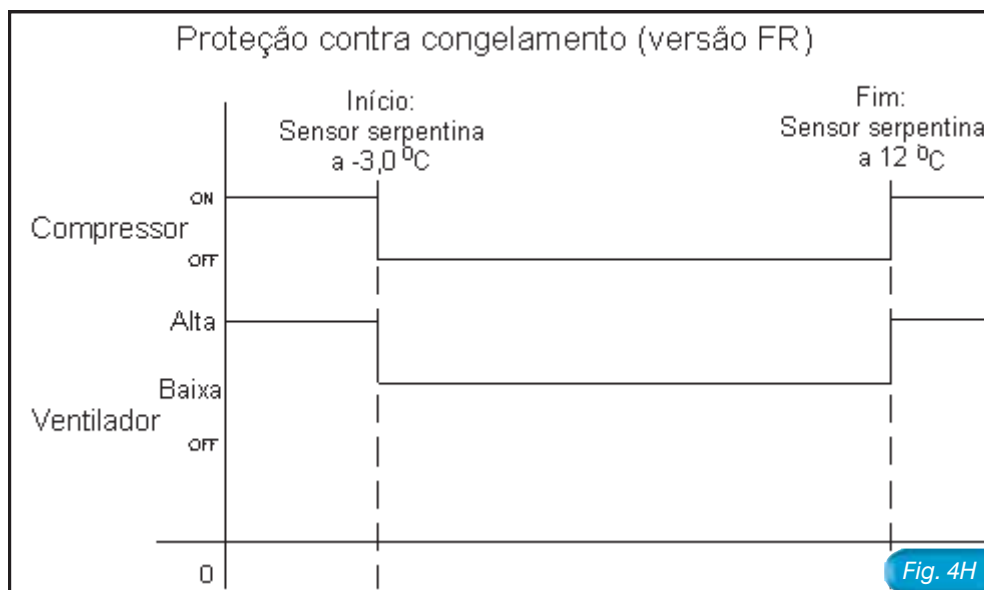 Proteção contra congelamento (versão FR)
Início:
Sensor serpentina
a -3,0 ºC
Fim:
Sensor serpentina
a 12 ºC
ON
Compressor
OFF
Alta
Baixa
Ventilador
OFF
0
Fig. 4H